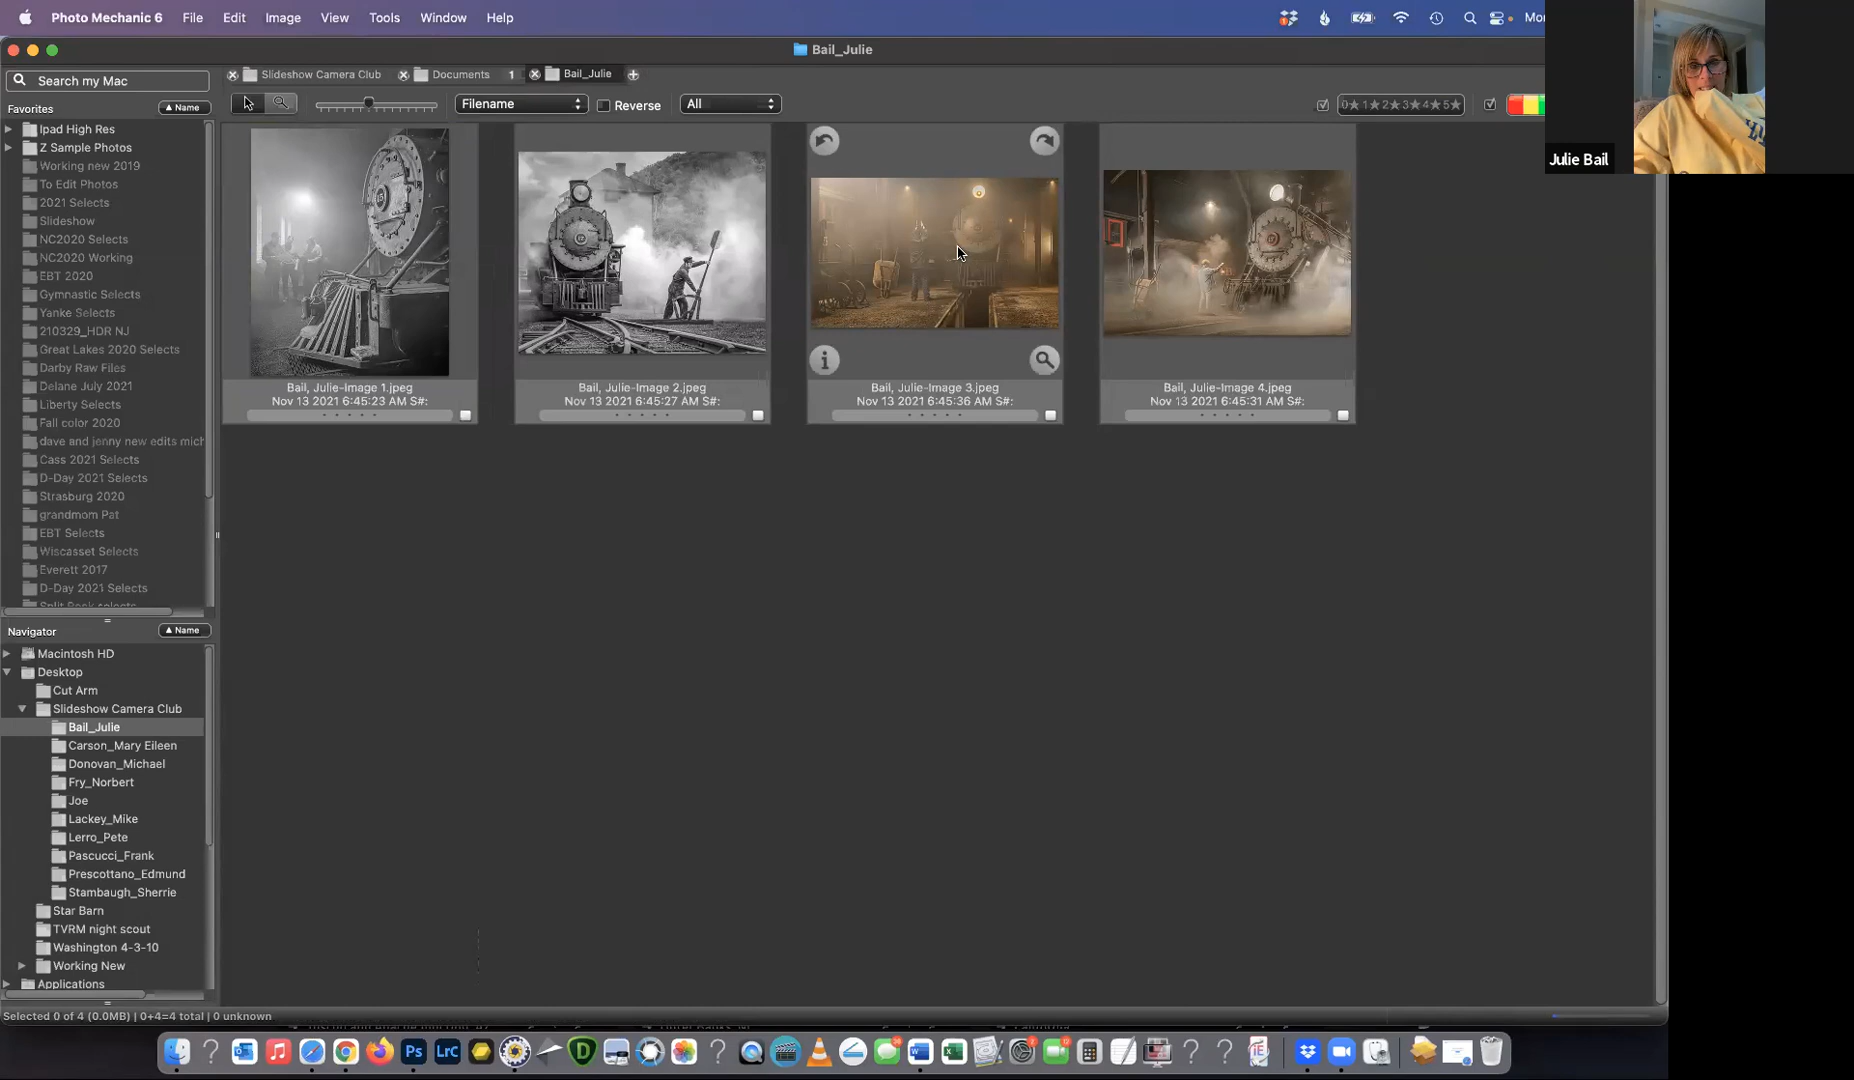 Photo Mechanic 6 File Edit Image View Tools Window Help
Bail_Julie
Search my Mac
Slideshow Camera Club Documents 1 Bail_Julie
Filename Reverse All 0★1★2★3★4★5★
Favorites Name
Ipad High Res
Z Sample Photos
Working new 2019
To Edit Photos
2021 Selects
Slideshow
NC2020 Selects
NC2020 Working
EBT 2020
Gymnastic Selects
Yanke Selects
210329_HDR NJ
Great Lakes 2020 Selects
Darby Raw Files
Delane July 2021
Liberty Selects
Fall color 2020
dave and jenny new edits mich
Cass 2021 Selects
D-Day 2021 Selects
Strasburg 2020
grandmom Pat
EBT Selects
Wiscasset Selects
Everett 2017
D-Day 2021 Selects
Bail, Julie-Image 1.jpeg
Nov 13 2021 6:45:23 AM S#:
Bail, Julie-Image 2.jpeg
Nov 13 2021 6:45:27 AM S#:
Bail, Julie-Image 3.jpeg
Nov 13 2021 6:45:36 AM S#:
Bail, Julie-Image 4.jpeg
Nov 13 2021 6:45:31 AM S#:
Julie Bail
Navigator Name
Macintosh HD
Desktop
Cut Arm
Slideshow Camera Club
Bail_Julie
Carson_Mary Eileen
Donovan_Michael
Fry_Norbert
Joe
Lackey_Mike
Lerro_Pete
Pascucci_Frank
Prescottano_Edmund
Stambaugh_Sherrie
Star Barn
TVRM night scout
Washington 4-3-10
Working New
Applications
Selected 0 of 4 (0.0MB) | 0+4=4 total | 0 unknown
Ps LrC